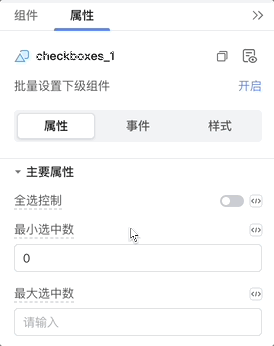 组件 属性
checkboxes_1
批量设置下级组件 开启
属性 事件 样式
主要属性
全选控制
最小选中数
0
最大选中数
请输入